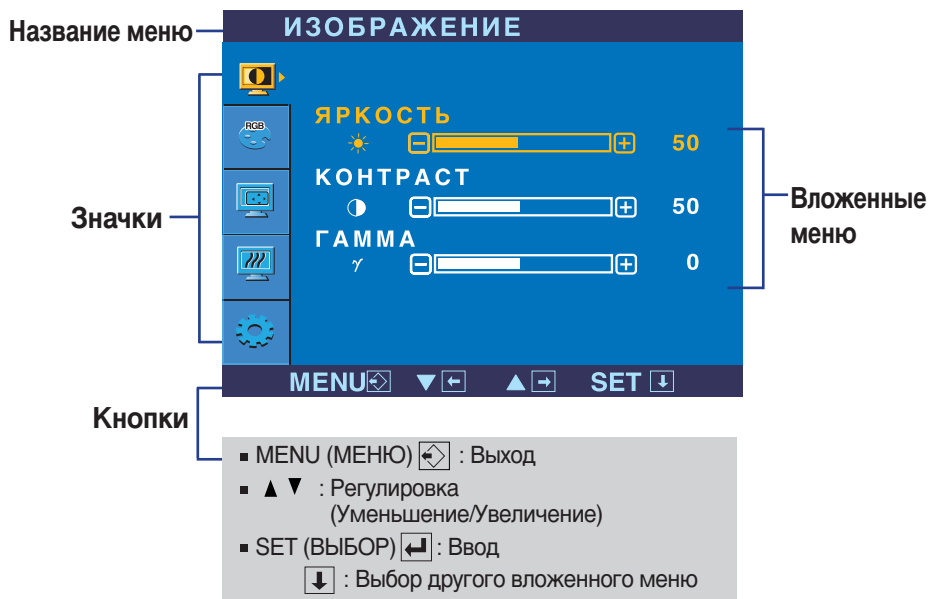 Название меню
ИЗОБРАЖЕНИЕ
RGB
ЯРКОСТЬ
50
КОНТРАСТ
50
ГАММА
γ
0
Значки
Вложенные
меню
MENU ▼ ← ▲ → SET ↓
Кнопки
▪ MENU (МЕНЮ) : Выход
▪ ▲ ▼ : Регулировка
(Уменьшение/Увеличение)
▪ SET (ВЫБОР) ↵ : Ввод
↓ : Выбор другого вложенного меню